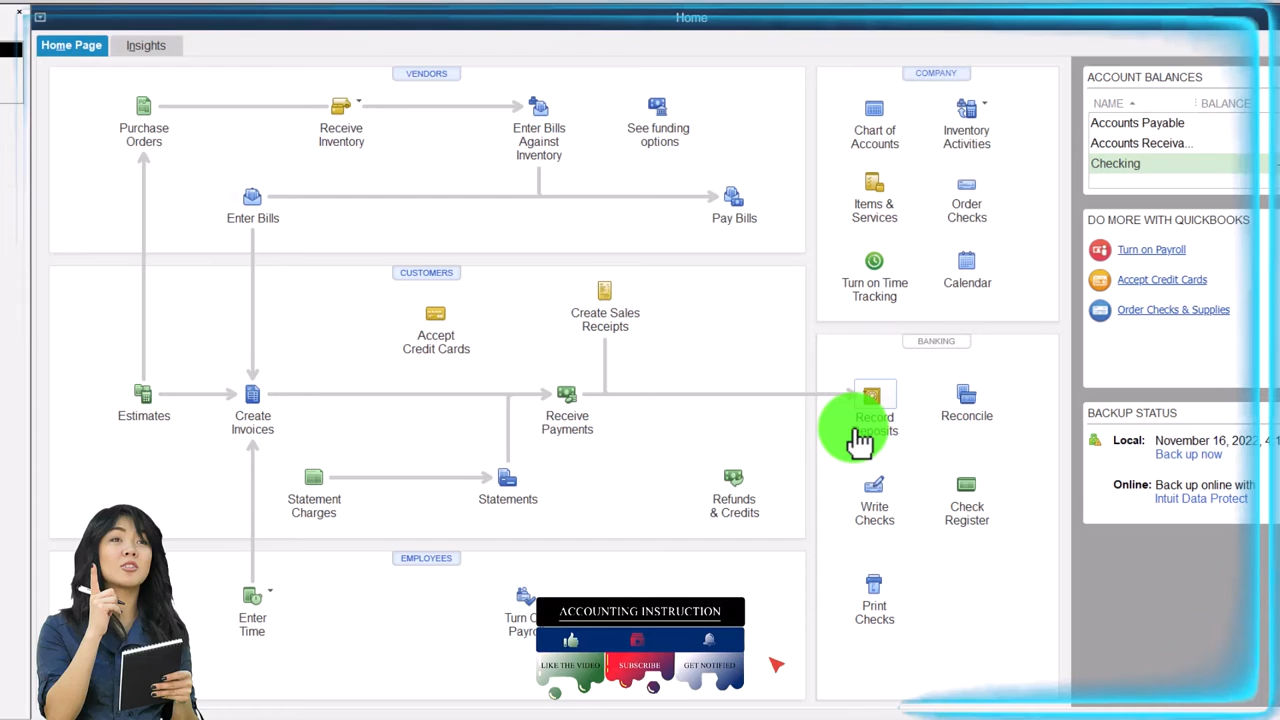 Home
Home Page
Insights
VENDORS
Purchase
Orders
Receive
Inventory
Enter Bills
Against
Inventory
See funding
options
Enter Bills
Pay Bills
CUSTOMERS
Accept
Credit Cards
Create Sales
Receipts
Estimates
Create
Invoices
Receive
Payments
Statement
Charges
Statements
Refunds
& Credits
EMPLOYEES
Enter
Time
Turn
COMPANY
Chart of
Accounts
Inventory
Activities
Items &
Services
Order
Checks
Turn on Time
Tracking
Calendar
BANKING
Record
Reconcile
Write
Checks
Check
Register
Print
Checks
ACCOUNT BALANCES
NAME BALANCE
Accounts Payable
Accounts Receiva...
Checking
DO MORE WITH QUICKBOOKS
Turn on Payroll
Accept Credit Cards
Order Checks & Supplies
BACKUP STATUS
Local: November 16, 2022,
Back up now
Online: Back up online with
Intuit Data Protect
ACCOUNTING INSTRUCTION
LIKE THE VIDEO
SUBSCRIBE
GET NOTIFIED